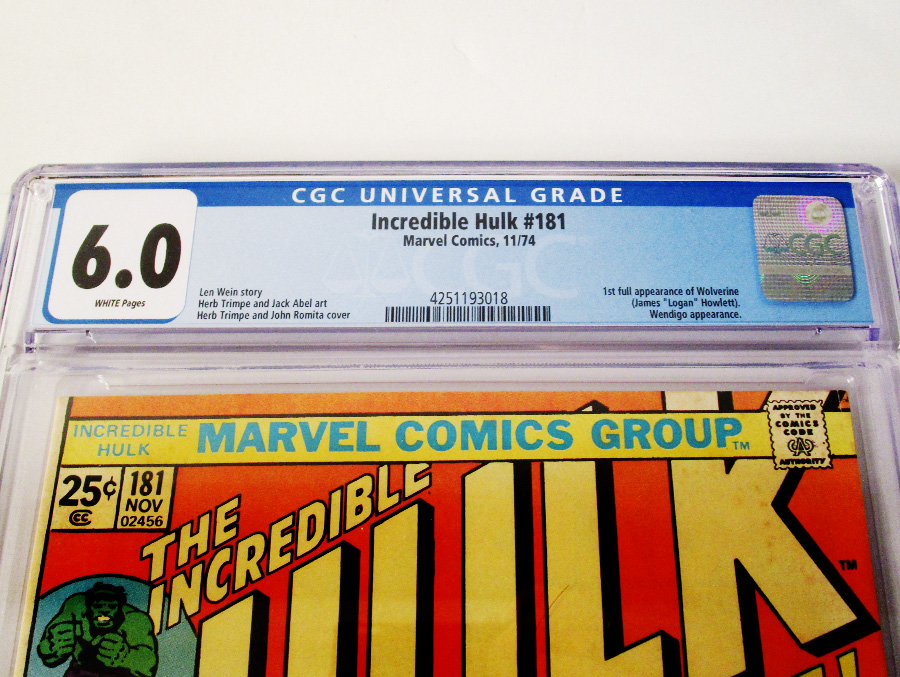 CGC UNIVERSAL GRADE
6.0
WHITE Pages
Incredible Hulk #181
Marvel Comics, 11/74
Len Wein story
Herb Trimpe and Jack Abel art
Herb Trimpe and John Romita cover
4251193018
1st full appearance of Wolverine
(James "Logan" Howlett).
Wendigo appearance.
CGC
CGC
INCREDIBLE
HULK
MARVEL COMICS GROUP™
APPROVED
BY THE
COMICS
CODE
CA
AUTHORITY
25¢
CC
181
NOV
02456
THE
INCREDIBLE
HULK
TM